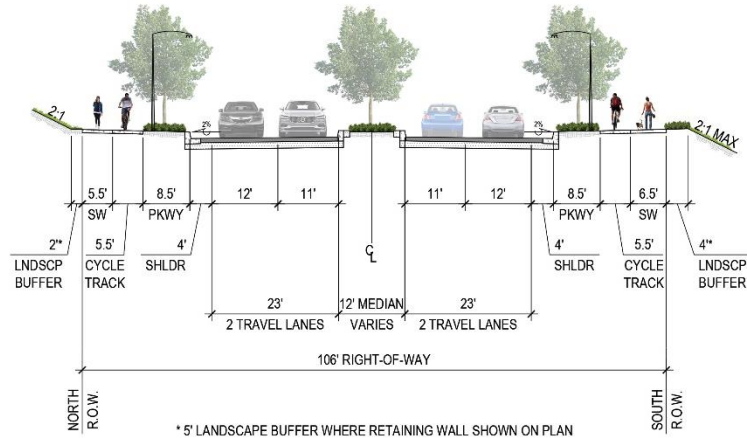 2:1
2:1 MAX
2%
2%
5.5' 8.5' 12' 11' 11' 12' 8.5' 6.5'
SW PKWY PKWY SW
2'* 5.5' 4' 4' 5.5' 4'*
LNDSCP BUFFER
CYCLE TRACK
SHLDR
CL
SHLDR
CYCLE TRACK
LNDSCP BUFFER
23' 12' MEDIAN 23'
2 TRAVEL LANES VARIES 2 TRAVEL LANES
106' RIGHT-OF-WAY
NORTH
R.O.W.
SOUTH
R.O.W.
* 5' LANDSCAPE BUFFER WHERE RETAINING WALL SHOWN ON PLAN